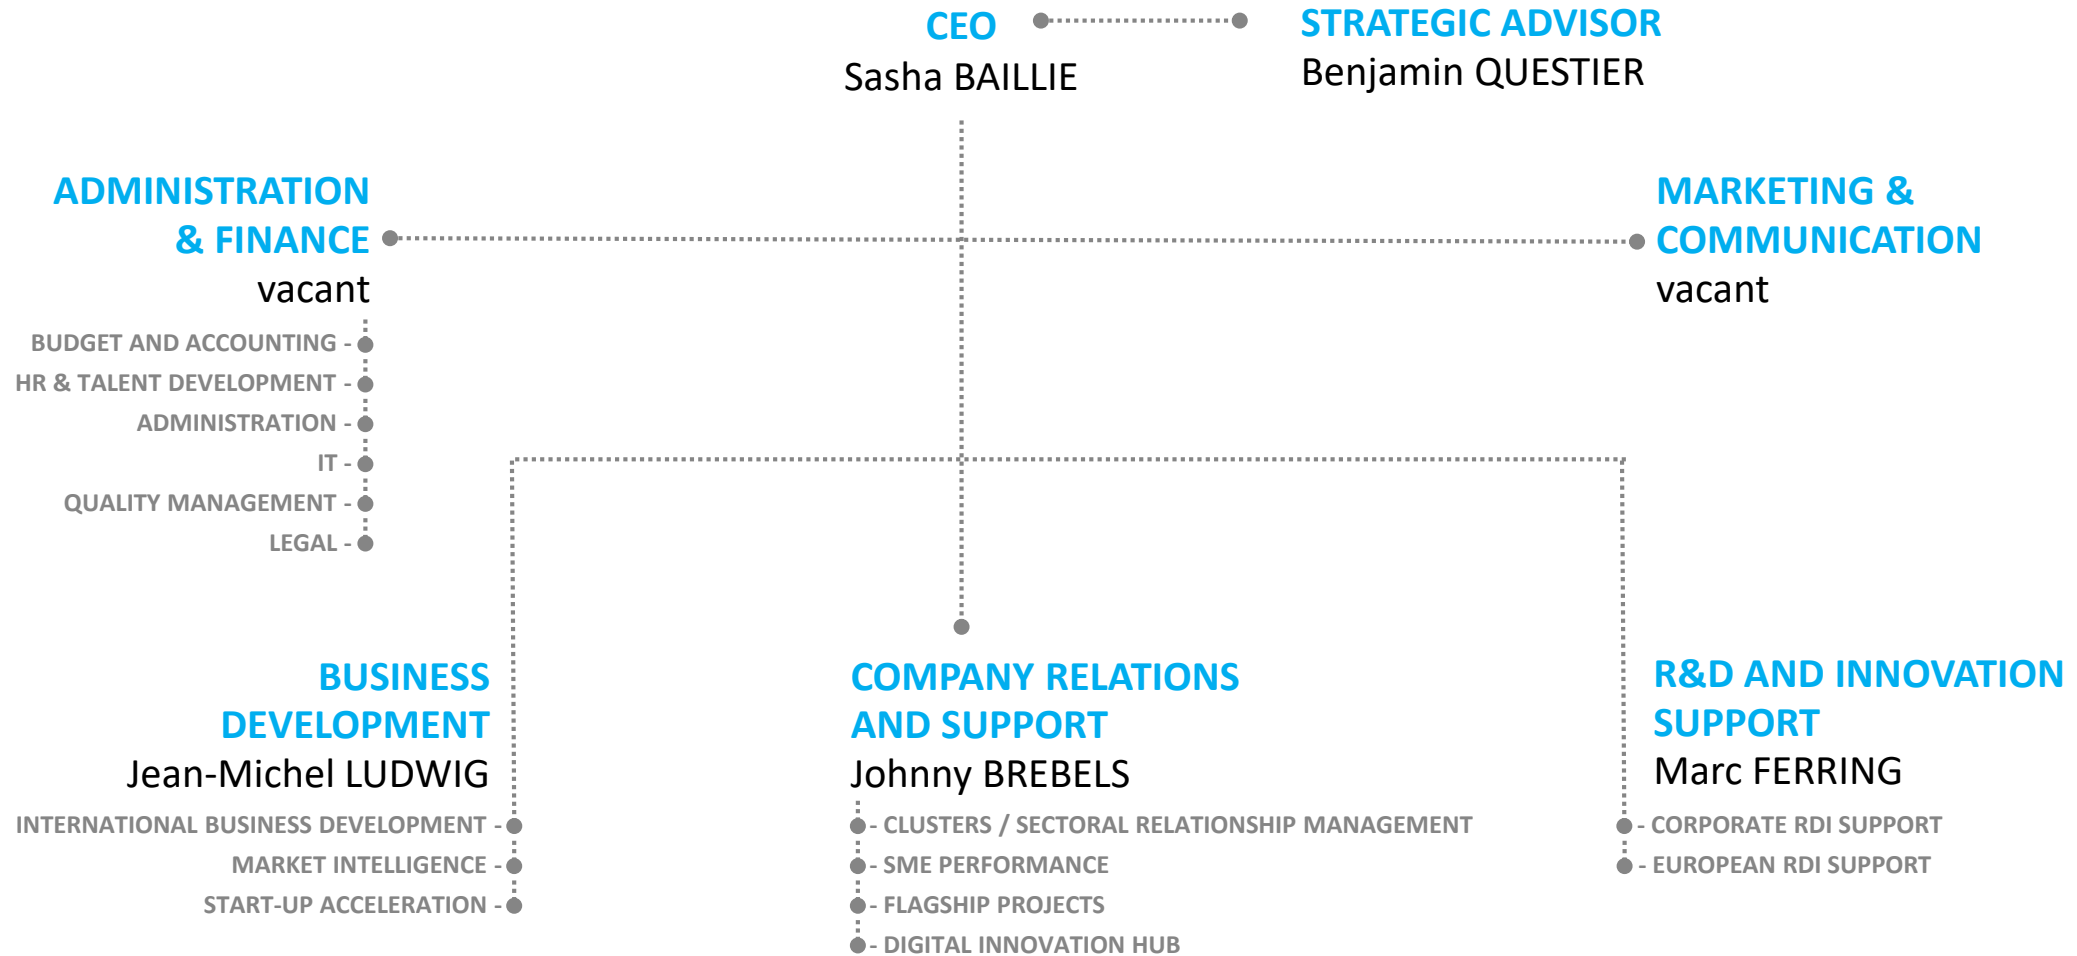 CEO
Sasha BAILLIE
STRATEGIC ADVISOR
Benjamin QUESTIER
ADMINISTRATION
& FINANCE
vacant
BUDGET AND ACCOUNTING -
HR & TALENT DEVELOPMENT -
ADMINISTRATION -
IT -
QUALITY MANAGEMENT -
LEGAL -
MARKETING &
COMMUNICATION
vacant
BUSINESS
DEVELOPMENT
Jean-Michel LUDWIG
INTERNATIONAL BUSINESS DEVELOPMENT -
MARKET INTELLIGENCE -
START-UP ACCELERATION -
COMPANY RELATIONS
AND SUPPORT
Johnny BREBELS
- CLUSTERS / SECTORAL RELATIONSHIP MANAGEMENT
- SME PERFORMANCE
- FLAGSHIP PROJECTS
- DIGITAL INNOVATION HUB
R&D AND INNOVATION
SUPPORT
Marc FERRING
- CORPORATE RDI SUPPORT
- EUROPEAN RDI SUPPORT